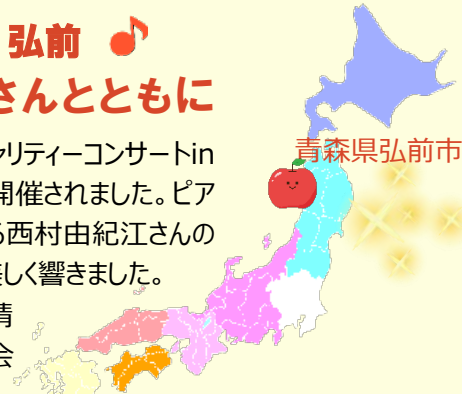 弘前
さんとともに
ャリティーコンサートin
開催されました。ピア
る西村由紀江さんの
美しく響きました。
情
会
青森県弘前市